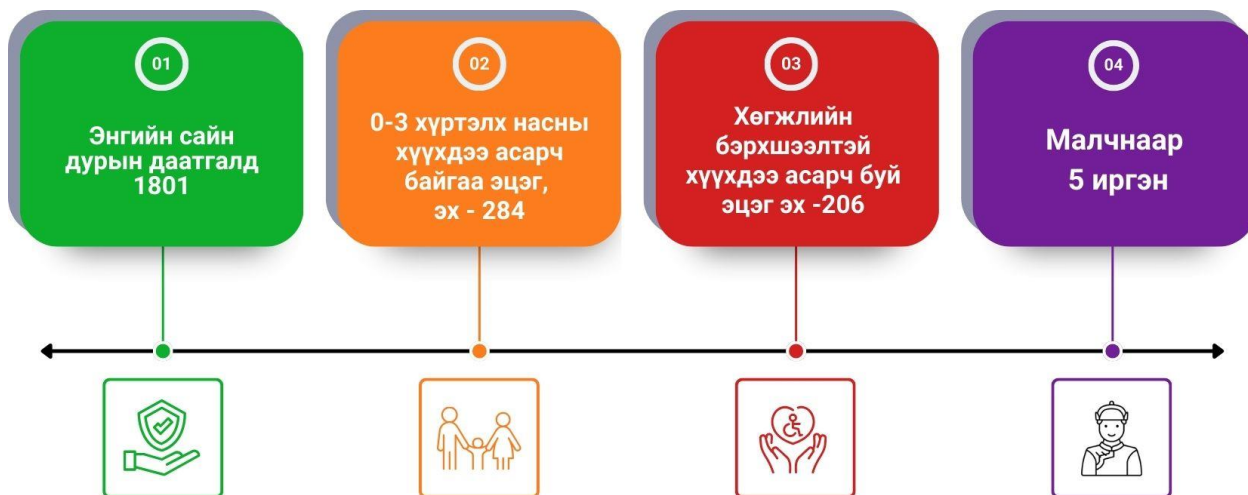 01
Энгийн сайн
дурын даатгалд
1801
02
0-3 хүртэлх насны
хүүхдээ асарч
байгаа эцэг,
эх - 284
03
Хөгжлийн
бэрхшээлтэй
хүүхдээ асарч буй
эцэг эх -206
04
Малчнаар
5 иргэн